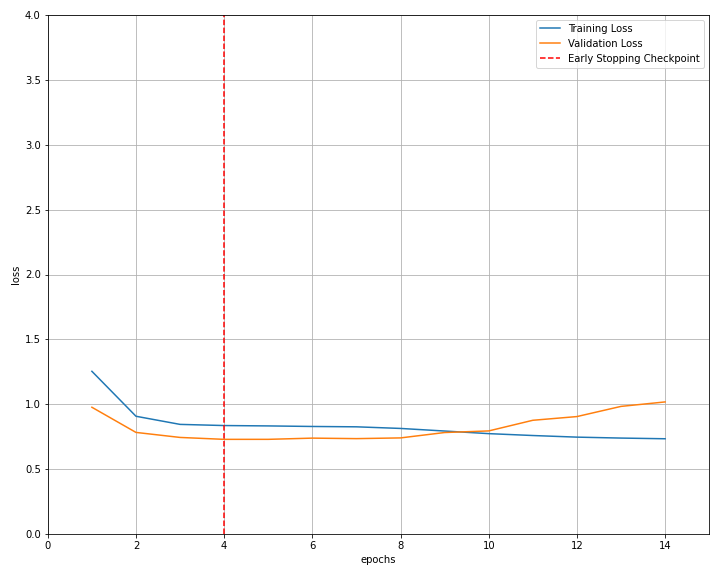 4.0
3.5
3.0
2.5
2.0
1.5
1.0
0.5
0.0
loss
Training Loss
Validation Loss
Early Stopping Checkpoint
0 2 4 6 8 10 12 14
epochs